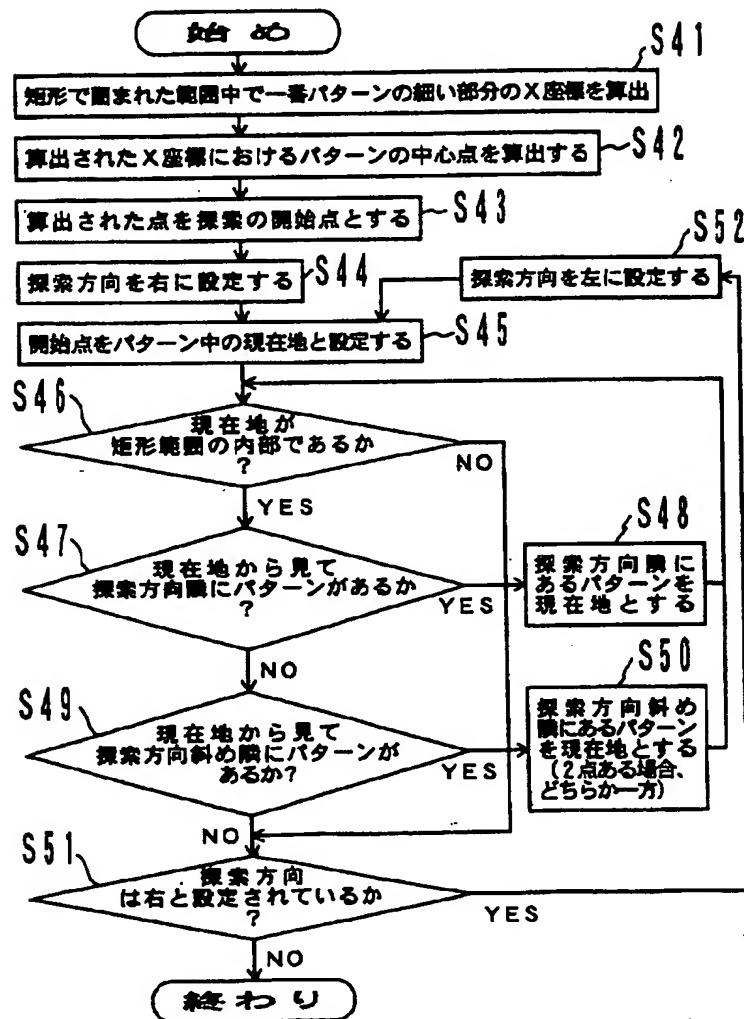 始め
S41
矩形で囲まれた範囲中で一番パターンの細い部分のX座標を算出
S42
算出されたX座標におけるパターンの中心点を算出する
S43
算出された点を探索の開始点とする
S52
S44
探索方向を右に設定する
探索方向を左に設定する
S45
開始点をパターン中の現在地と設定する
S46
現在地が
矩形範囲の内部であるか
?
NO
YES
S47
現在地から見て
探索方向隣にパターンがあるか
?
YES
S48
探索方向隣に
あるパターンを
現在地とする
NO
S49
現在地から見て
探索方向斜め隣にパターンが
あるか?
YES
S50
探索方向斜め
隣にあるパターン
を現在地とする
(2点ある場合、
どちらか一方)
NO
S51
探索方向
は右と設定されているか
?
YES
NO
終わり